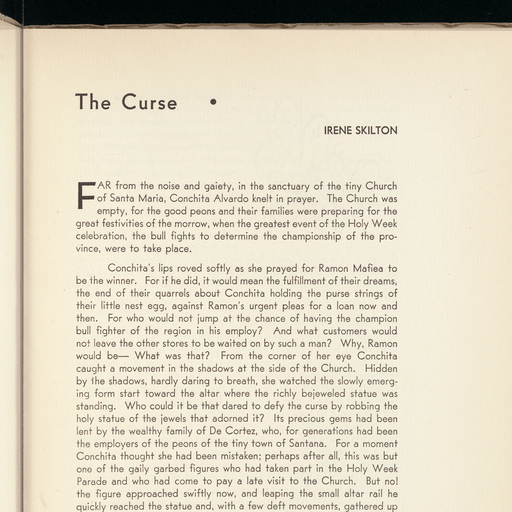 The Curse •
IRENE SKILTON
FAR from the noise and gaiety, in the sanctuary of the tiny Church
of Santa Maria, Conchita Alvardo knelt in prayer. The Church was
empty, for the good peons and their families were preparing for the
great festivities of the morrow, when the greatest event of the Holy Week
celebration, the bull fights to determine the championship of the pro-
vince, were to take place.
Conchita's lips roved softly as she prayed for Ramon Mafiea to
be the winner. For if he did, it would mean the fulfillment of their dreams,
the end of their quarrels about Conchita holding the purse strings of
their little nest egg, against Ramon's urgent pleas for a loan now and
then. For who would not jump at the chance of having the champion
bull fighter of the region in his employ? And what customers would
not leave the other stores to be waited on by such a man? Why, Ramon
would be— What was that? From the corner of her eye Conchita
caught a movement in the shadows at the side of the Church. Hidden
by the shadows, hardly daring to breath, she watched the slowly emerg-
ing form start toward the altar where the richly bejeweled statue was
standing. Who could it be that dared to defy the curse by robbing the
holy statue of the jewels that adorned it? Its precious gems had been
lent by the wealthy family of De Cortez, who, for generations had been
the employers of the peons of the tiny town of Santana. For a moment
Conchita thought she had been mistaken; perhaps after all, this was but
one of the gaily garbed figures who had taken part in the Holy Week
Parade and who had come to pay a late visit to the Church. But no!
the figure approached swiftly now, and leaping the small altar rail he
quickly reached the statue and, with a few deft movements, gathered up